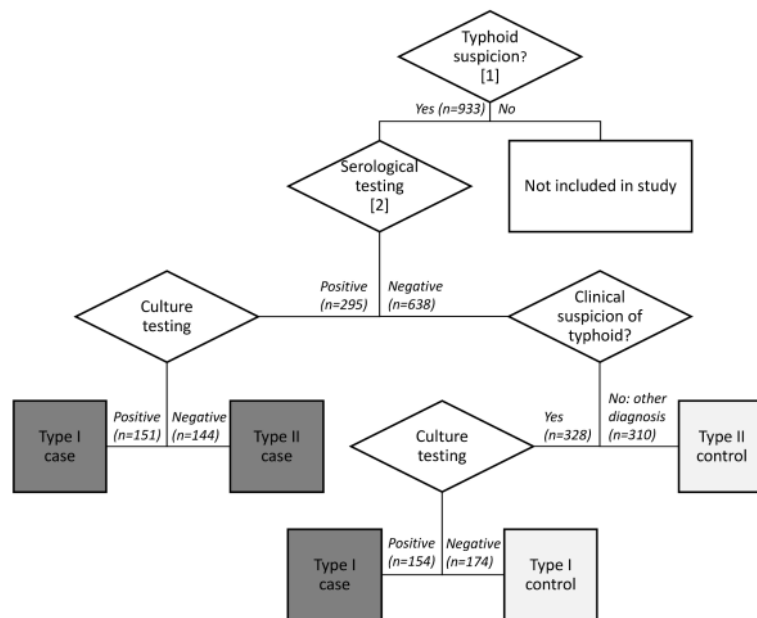 Typhoid
suspicion?
[1]
Yes (n=933)
No
Serological
testing
[2]
Not included in study
Positive
(n=295)
Negative
(n=638)
Culture
testing
Clinical
suspicion of
typhoid?
Type I
case
Positive
(n=151)
Negative
(n=144)
Type II
case
Culture
testing
Yes
(n=328)
No: other
diagnosis
(n=310)
Type II
control
Type I
case
Positive
(n=154)
Negative
(n=174)
Type I
control